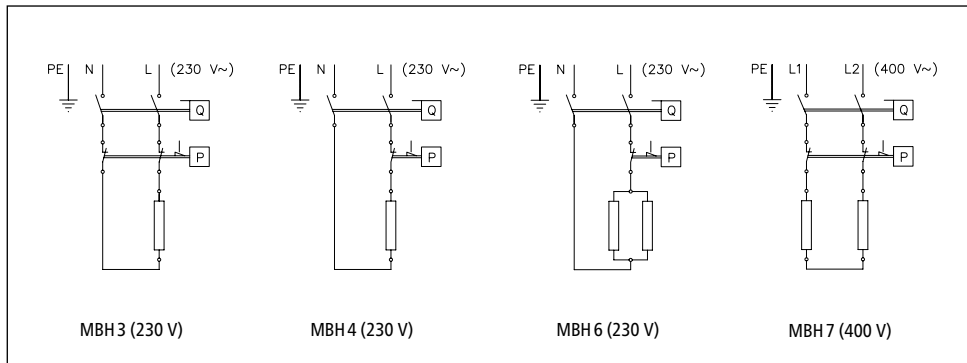 PE N L (230 V~)
Q
P
MBH 3 (230 V)
PE N L (230 V~)
Q
P
MBH 4 (230 V)
PE N L (230 V~)
Q
P
MBH 6 (230 V)
PE L1 L2 (400 V~)
Q
P
MBH 7 (400 V)